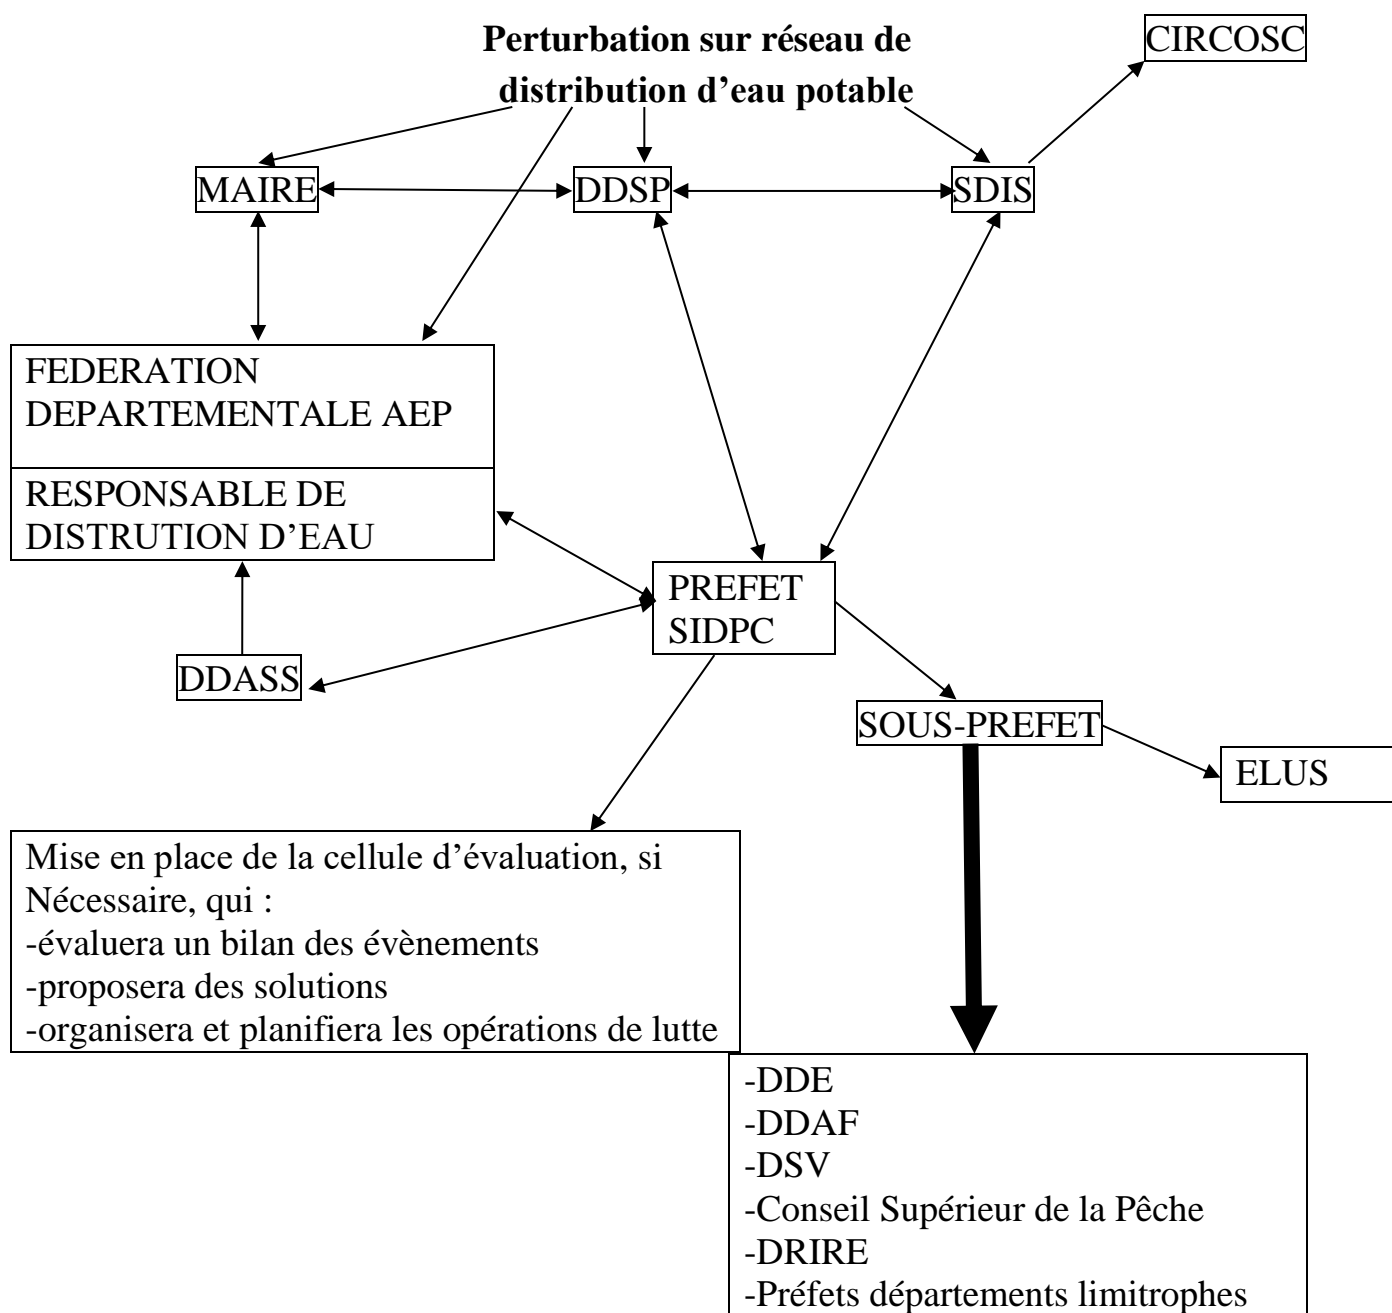 Perturbation sur réseau de
distribution d’eau potable
CIRCOSC
MAIRE
DDSP
SDIS
FEDERATION
DEPARTEMENTALE AEP
RESPONSABLE DE
DISTRUTION D’EAU
PREFET
SIDPC
DDASS
SOUS-PREFET
ELUS
Mise en place de la cellule d’évaluation, si
Nécessaire, qui :
-évaluera un bilan des évènements
-proposera des solutions
-organisera et planifiera les opérations de lutte
-DDE
-DDAF
-DSV
-Conseil Supérieur de la Pêche
-DRIRE
-Préfets départements limitrophes